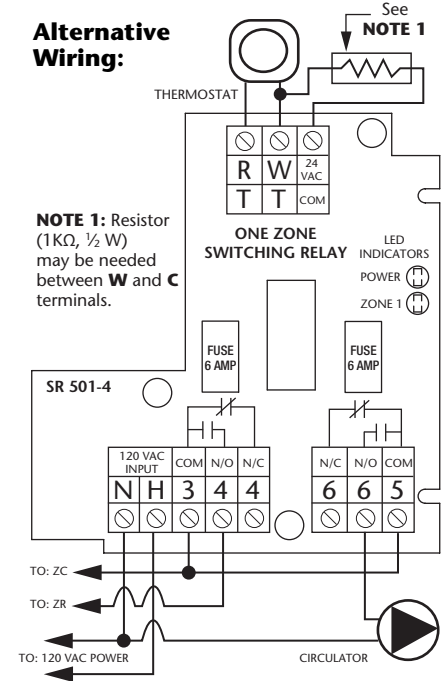 Alternative
Wiring:
See
NOTE 1
THERMOSTAT
R W 24 VAC
T T COM
NOTE 1: Resistor
(1KΩ, ½ W)
may be needed
between W and C
terminals.
ONE ZONE
SWITCHING RELAY
LED
INDICATORS
POWER
ZONE 1
FUSE
6 AMP
FUSE
6 AMP
SR 501-4
120 VAC
INPUT
COM N/O N/C
N H 3 4 4
N/C N/O COM
6 6 5
TO: ZC
TO: ZR
TO: 120 VAC POWER
CIRCULATOR